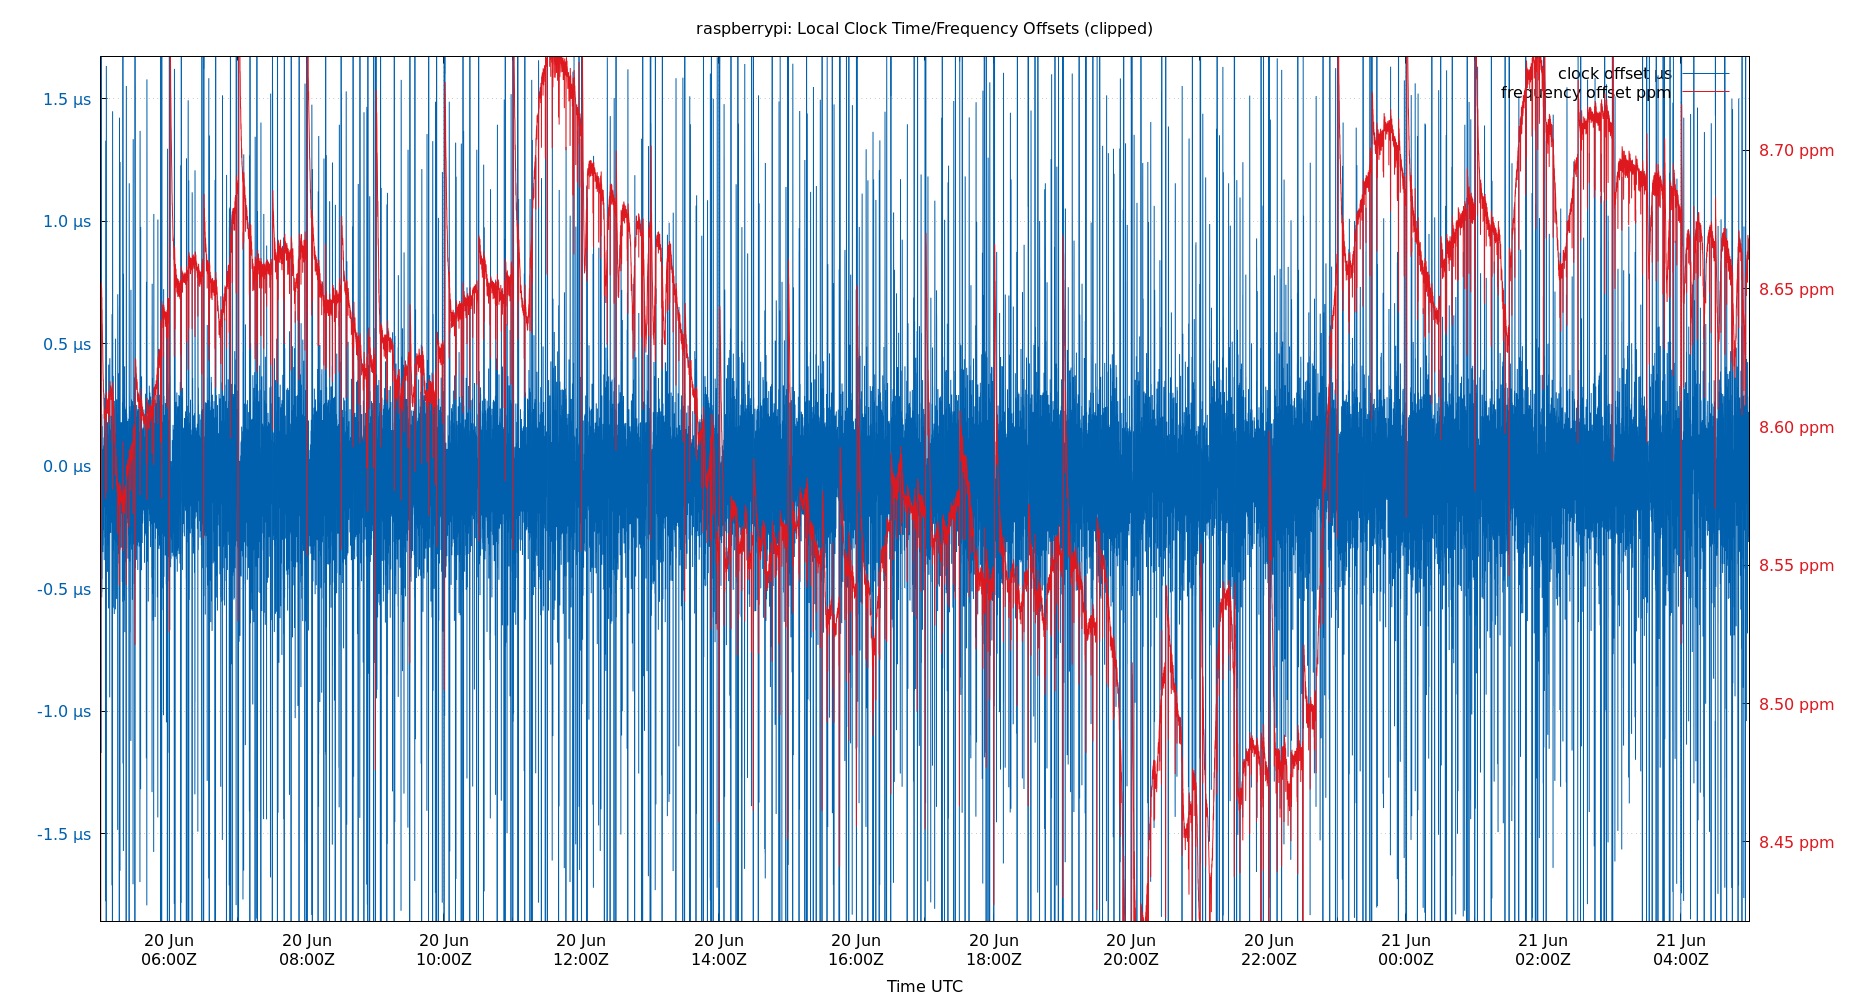 raspberrypi: Local Clock Time/Frequency Offsets (clipped)
clock offset µs
frequency offset ppm
1.5 µs
1.0 µs
0.5 µs
0.0 µs
-0.5 µs
-1.0 µs
-1.5 µs
8.70 ppm
8.65 ppm
8.60 ppm
8.55 ppm
8.50 ppm
8.45 ppm
20 Jun 20 Jun 20 Jun 20 Jun 20 Jun 20 Jun 20 Jun 20 Jun 20 Jun 21 Jun 21 Jun 21 Jun
06:00Z 08:00Z 10:00Z 12:00Z 14:00Z 16:00Z 18:00Z 20:00Z 22:00Z 00:00Z 02:00Z 04:00Z
Time UTC